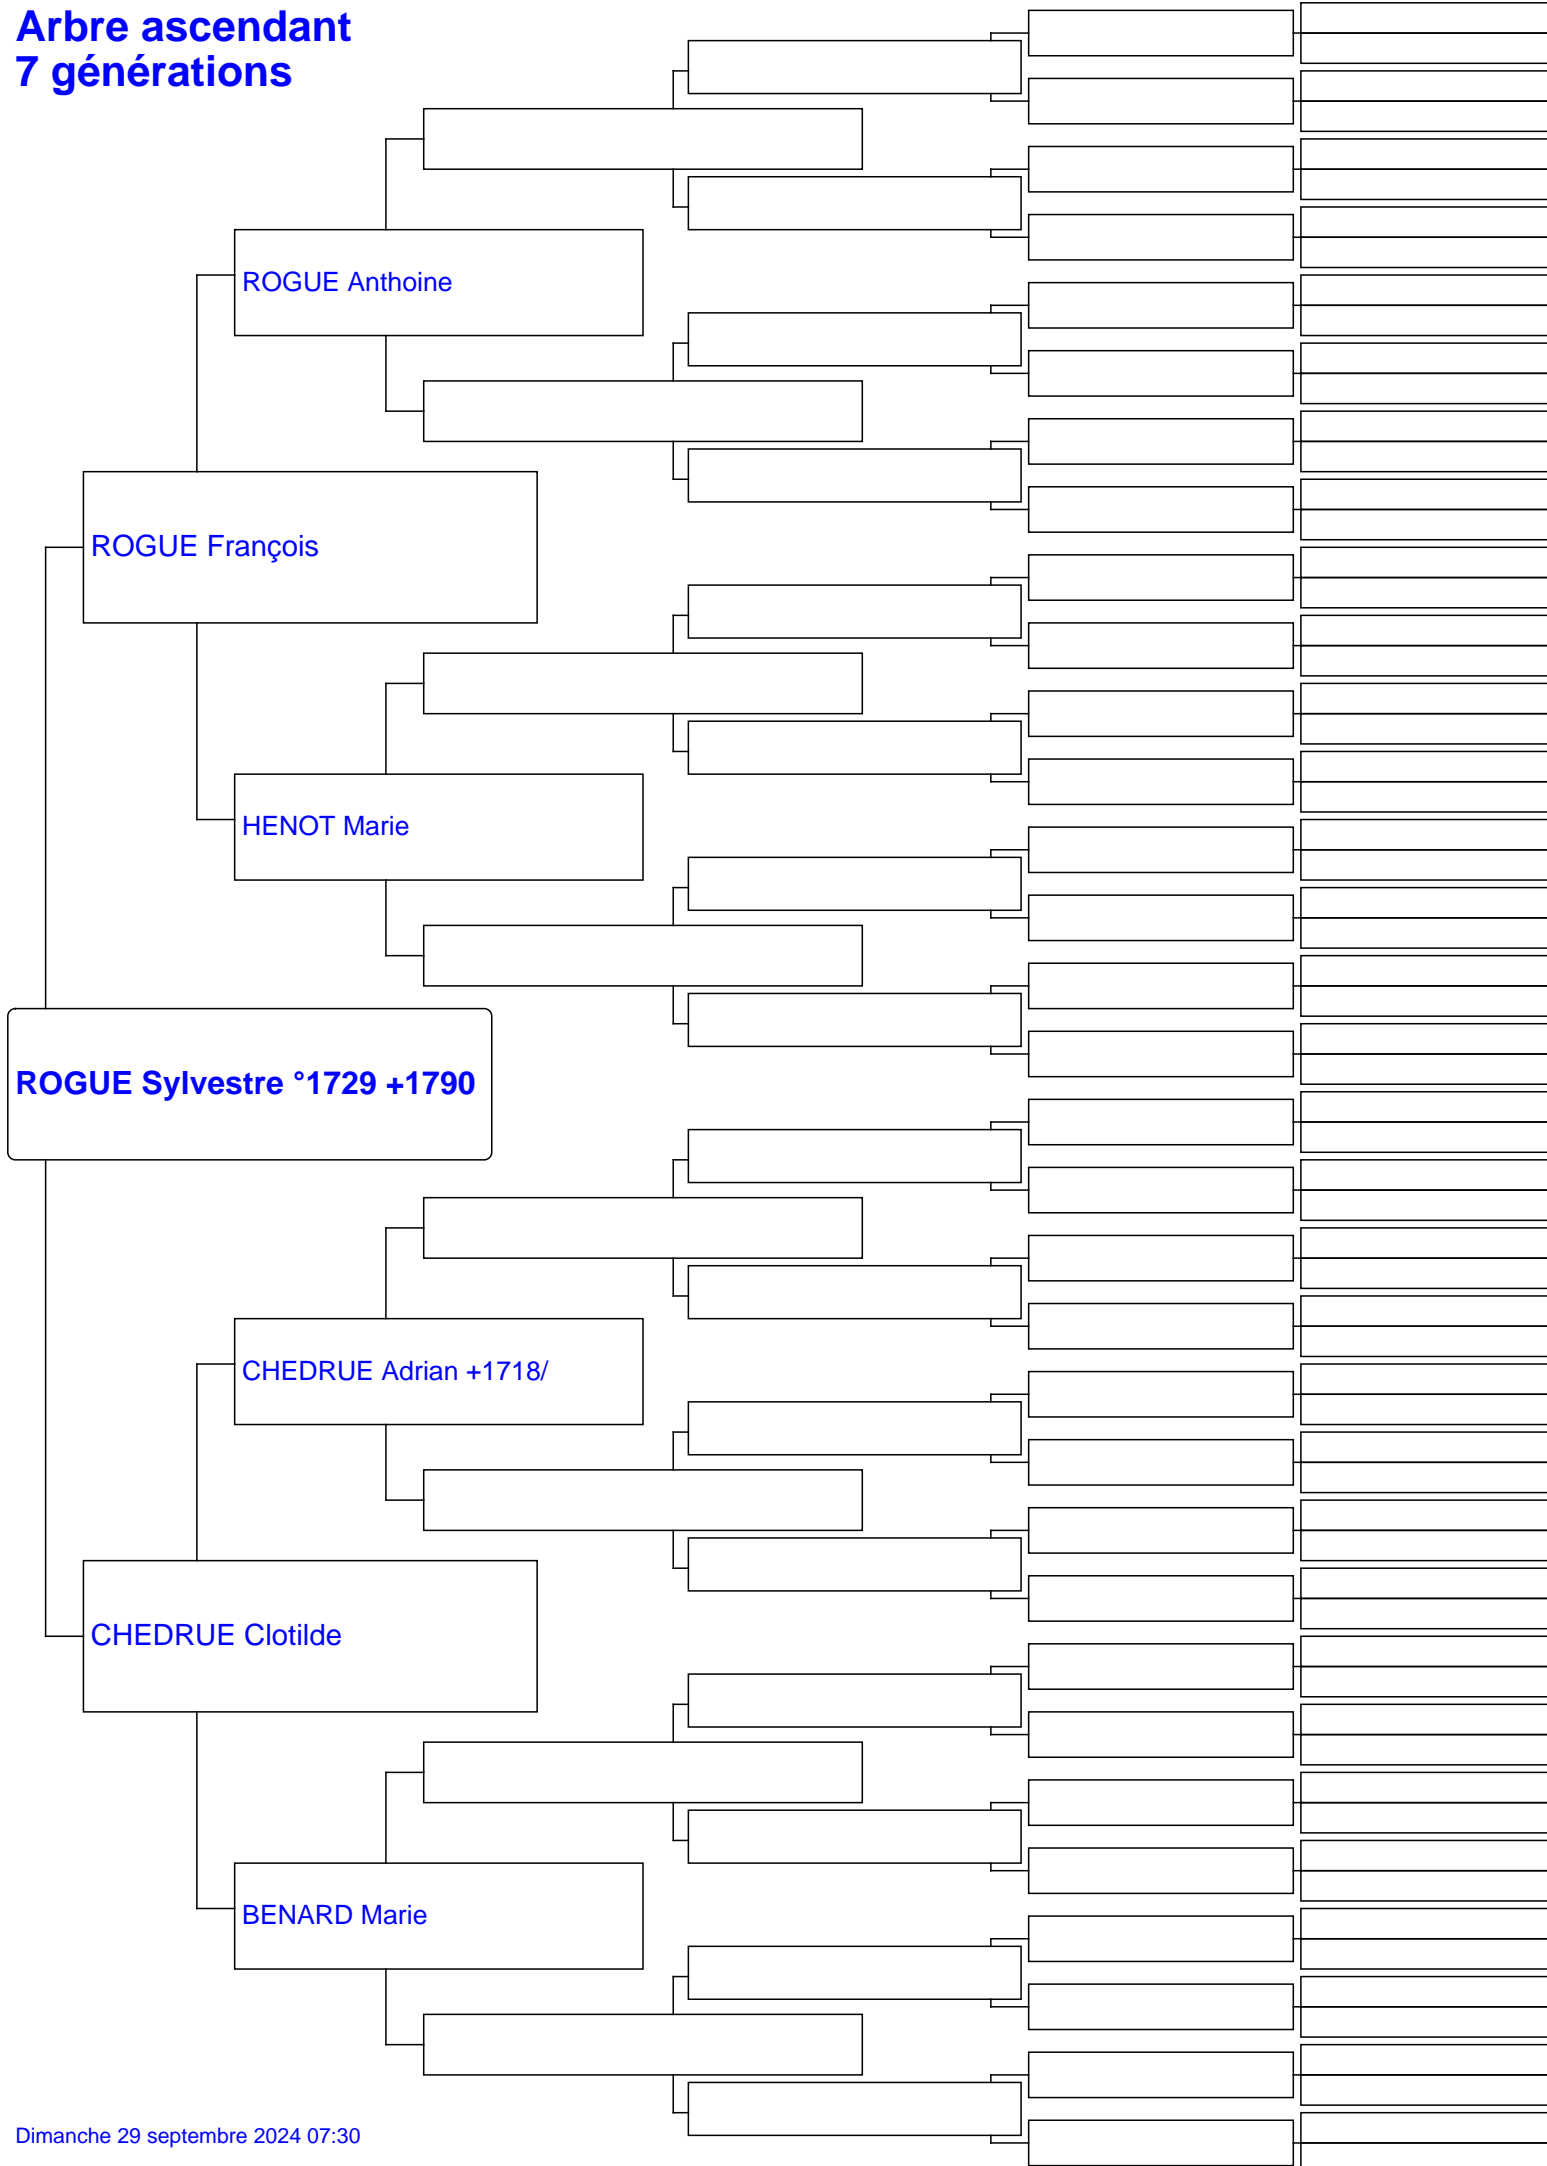 Arbre ascendant
7 générations
ROGUE Anthoine
ROGUE François
HENOT Marie
ROGUE Sylvestre °1729 +1790
CHEDRUE Adrian +1718/
CHEDRUE Clotilde
BENARD Marie
Dimanche 29 septembre 2024 07:30